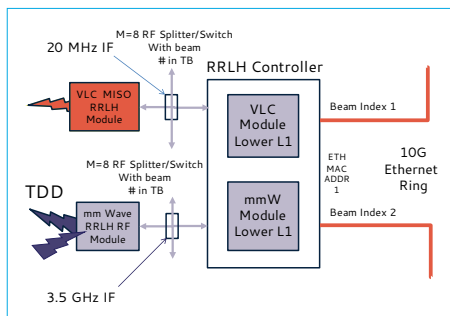 M=8 RF Splitter/Switch
With beam
# in TB
20 MHz IF
RRLH Controller
VLC MISO
RRLH
Module
VLC
Module
Lower L1
Beam Index 1
M=8 RF Splitter/Switch
With beam
# in TB
ETH
MAC
ADDR
1
10G
Ethernet
Ring
TDD
mm Wave
RRLH RF
Module
mmW
Module
Lower L1
Beam Index 2
3.5 GHz IF